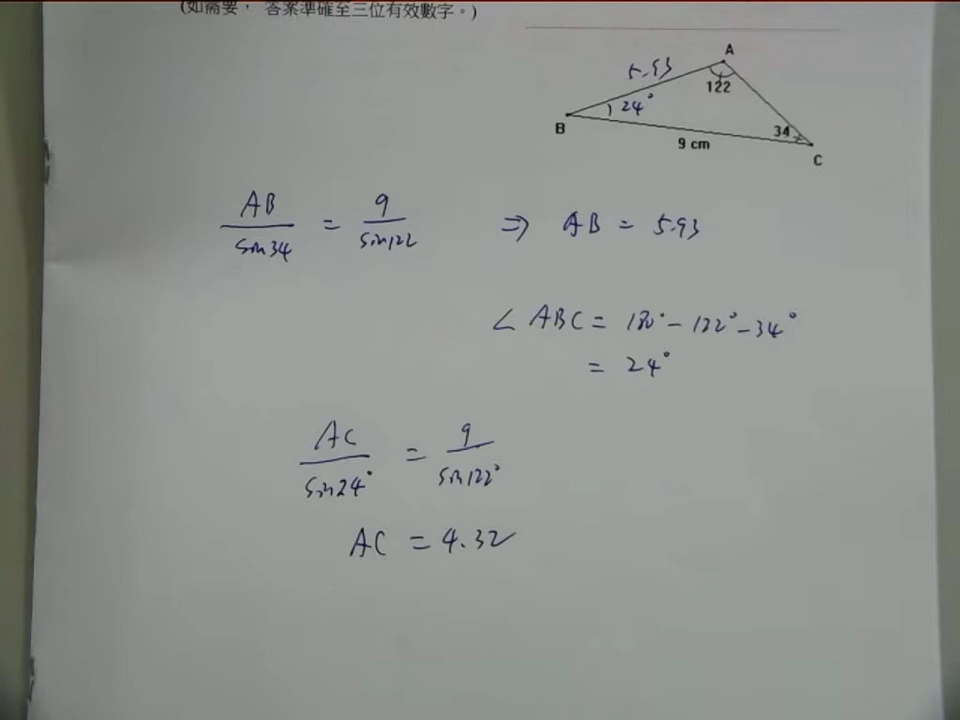 (如需要， 答案準確至三位有效數字。)
A
5.93
122
24°
B
34
9 cm
C
AB/sin34 = 9/sin122 ⇒ AB = 5.93
∠ABC = 180° - 122° - 34°
= 24°
AC/sin24° = 9/sin122°
AC = 4.32